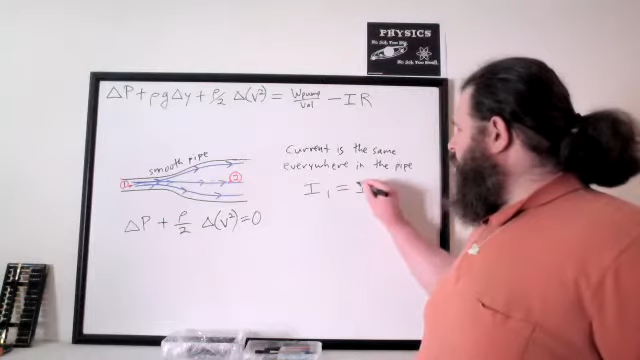 PHYSICS
ΔP + ρgΔy + ρ/2 Δ(v²) = Wpump/vol - IR
smooth pipe
① ②
Current is the same
everywhere in the pipe
I₁ =
ΔP + ρ/2 Δ(v²) = 0